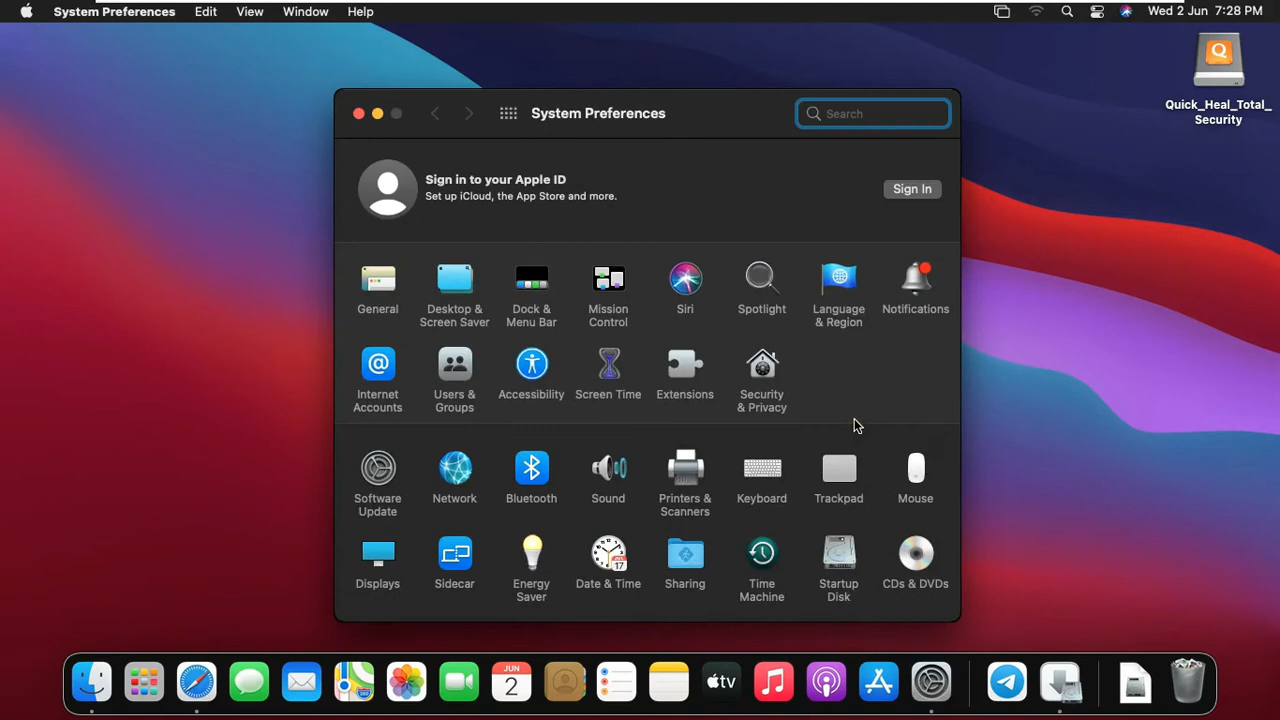 System Preferences Edit View Window Help
Wed 2 Jun 7:28 PM
Q
Quick_Heal_Total_
Security
System Preferences
Search
Sign in to your Apple ID
Set up iCloud, the App Store and more.
Sign In
General
Desktop &
Screen Saver
Dock &
Menu Bar
Mission
Control
Siri
Spotlight
Language
& Region
Notifications
@
Internet
Accounts
Users &
Groups
Accessibility
Screen Time
Extensions
Security
& Privacy
Software
Update
Network
Bluetooth
Sound
Printers &
Scanners
Keyboard
Trackpad
Mouse
Displays
Sidecar
Energy
Saver
Date & Time
Sharing
Time
Machine
Startup
Disk
CDs & DVDs
17
JUN
2
tv